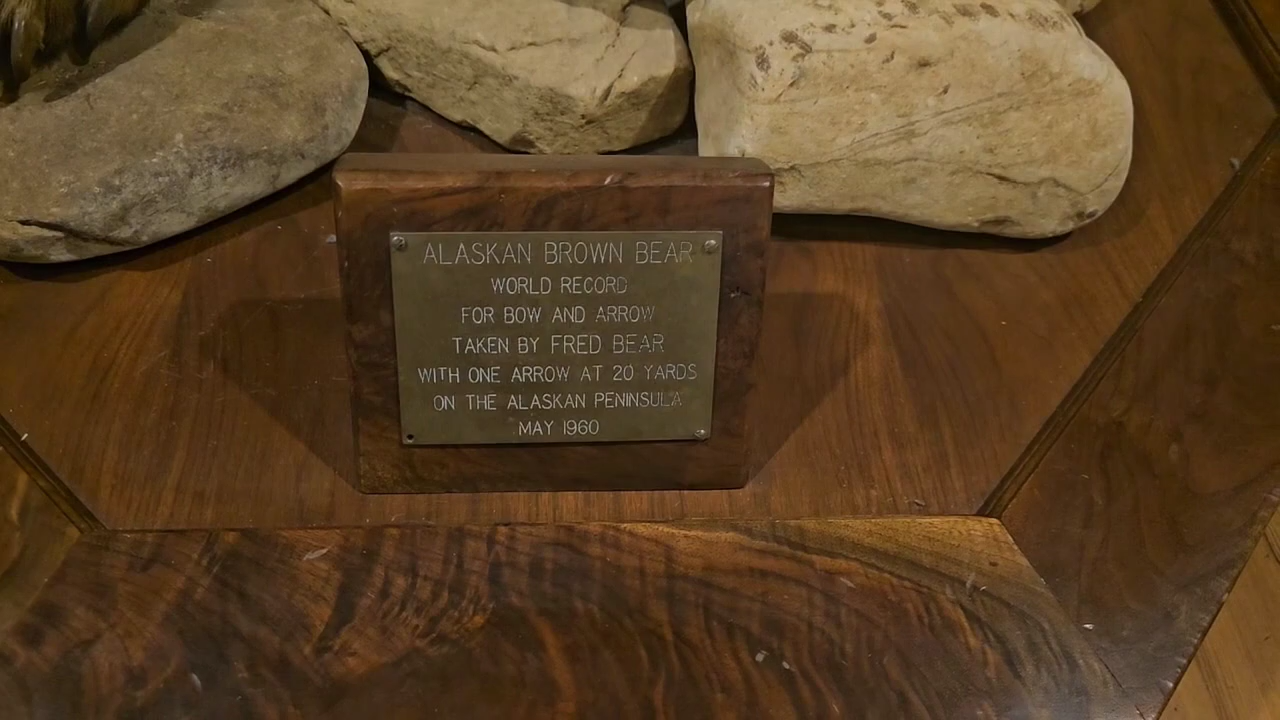 ALASKAN BROWN BEAR
WORLD RECORD
FOR BOW AND ARROW
TAKEN BY FRED BEAR
WITH ONE ARROW AT 20 YARDS
ON THE ALASKAN PENINSULA
MAY 1960